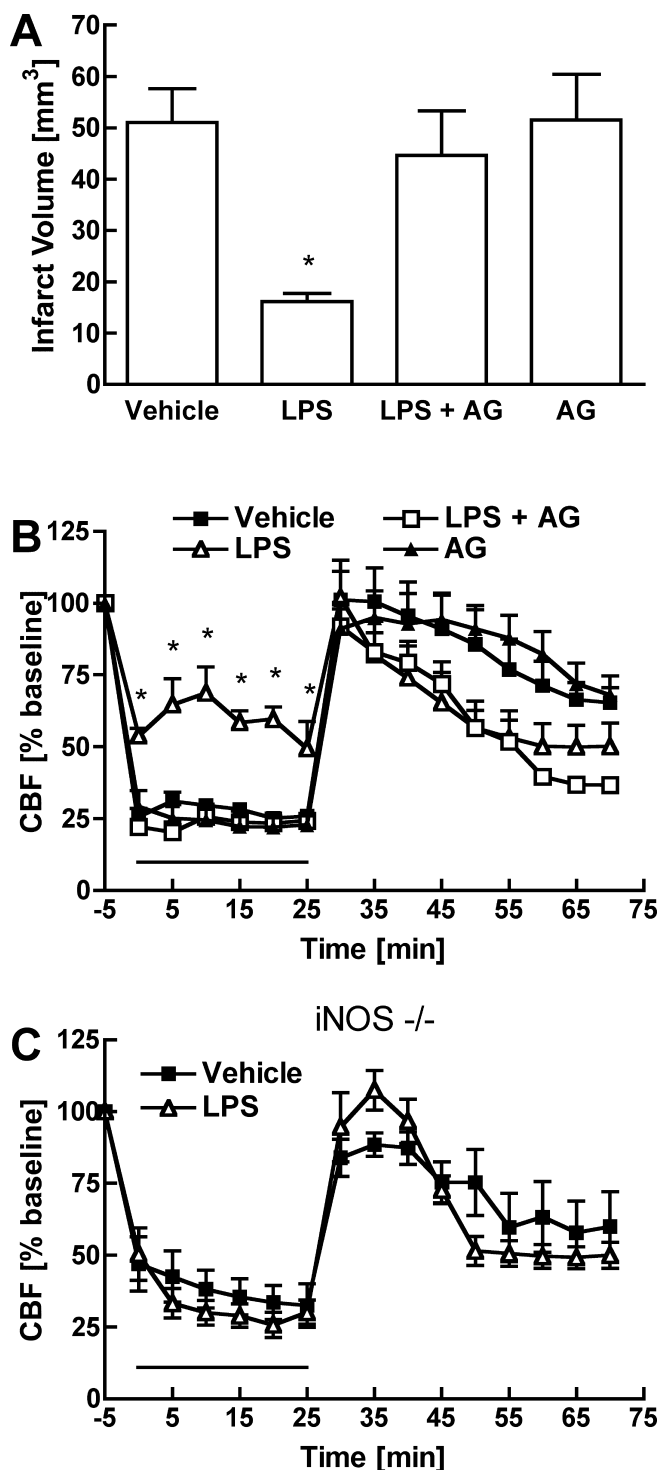 A
Infarct Volume [mm3]
70
60
50
40
30
20
10
0
*
Vehicle LPS LPS + AG AG
B
Vehicle LPS + AG
LPS AG
CBF [% baseline]
125
100
75
50
25
0
* * * * * *
-5 5 15 25 35 45 55 65 75
Time [min]
iNOS -/-
C
Vehicle
LPS
CBF [% baseline]
125
100
75
50
25
0
-5 5 15 25 35 45 55 65 75
Time [min]